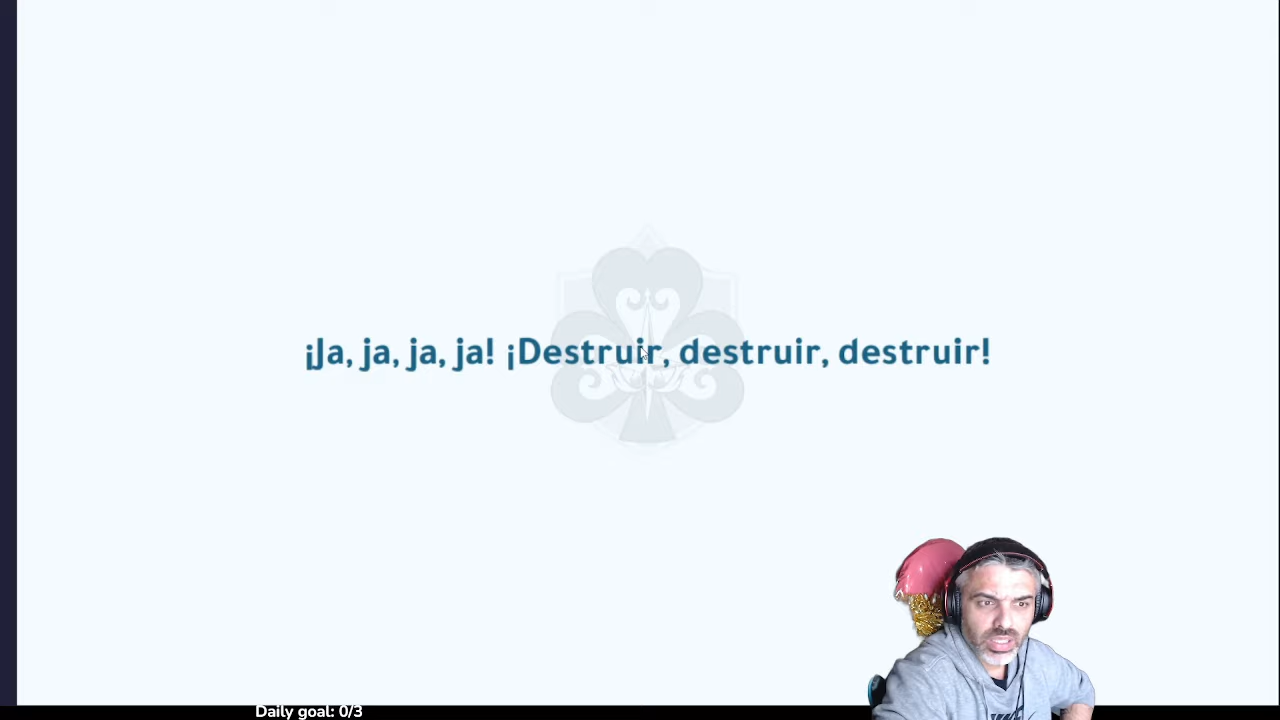 ¡Ja, ja, ja, ja! ¡Destruir, destruir, destruir!
Daily goal: 0/3